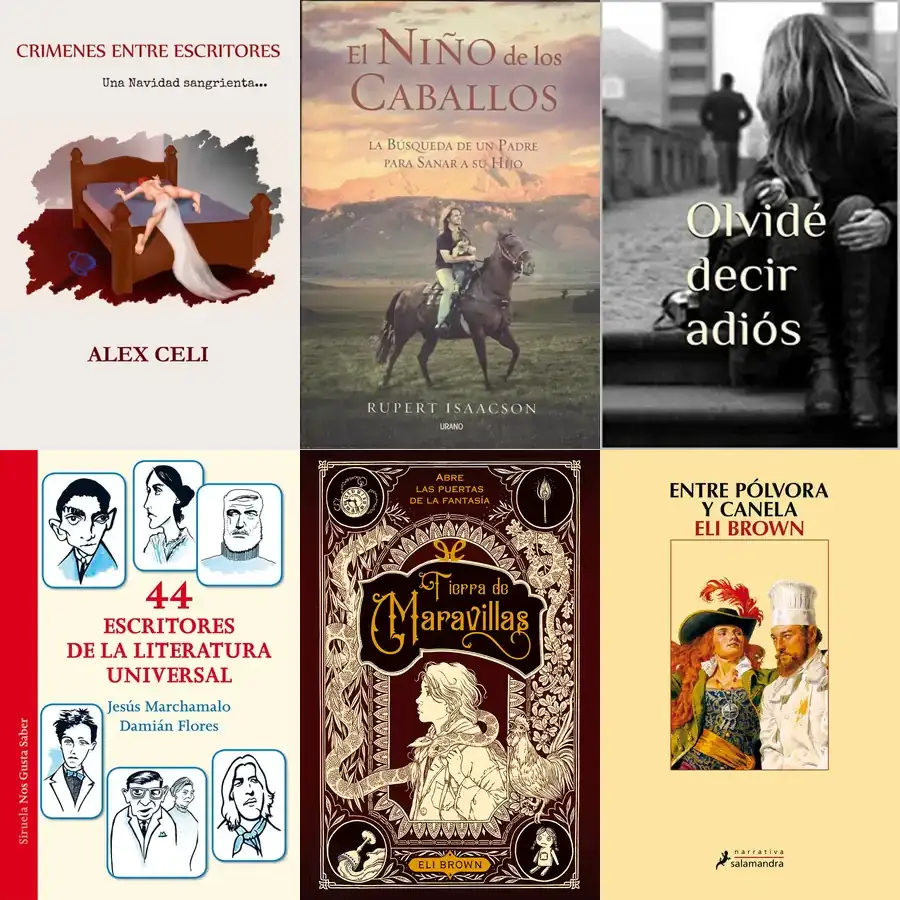 CRIMENES ENTRE ESCRITORES
Una Navidad sangrienta...
ALEX CELI
El NIÑO de los
CABALLOS
LA BÚSQUEDA DE UN PADRE
PARA SANAR A SU HIJO
RUPERT ISAACSON
URANO
Olvidé
decir
adiós
44
ESCRITORES
DE LA LITERATURA
UNIVERSAL
Jesús Marchamalo
Damián Flores
Siruela Nos Gusta Saber
ABRE
LAS PUERTAS
DE LA FANTASÍA
Tierra de
Maravillas
ELI BROWN
ENTRE PÓLVORA
Y CANELA
ELI BROWN
narrativa
salamandra